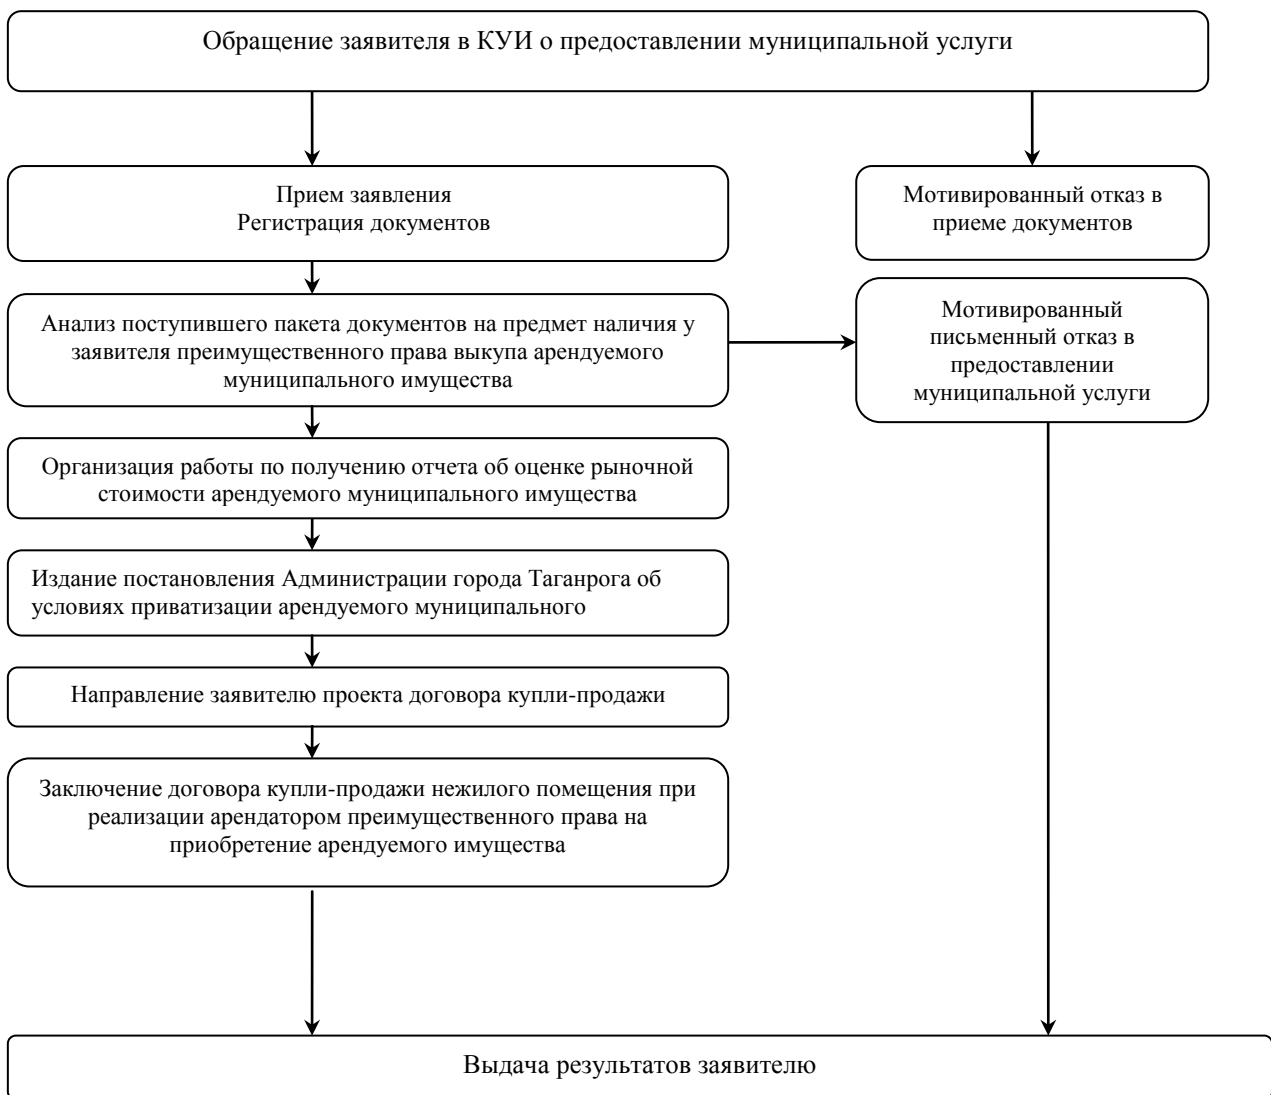 Обращение заявителя в КУИ о предоставлении муниципальной услуги
Прием заявления
Регистрация документов
Мотивированный отказ в
приеме документов
Анализ поступившего пакета документов на предмет наличия у
заявителя преимущественного права выкупа арендуемого
муниципального имущества
Мотивированный
письменный отказ в
предоставлении
муниципальной услуги
Организация работы по получению отчета об оценке рыночной
стоимости арендуемого муниципального имущества
Издание постановления Администрации города Таганрога об
условиях приватизации арендуемого муниципального
Направление заявителю проекта договора купли-продажи
Заключение договора купли-продажи нежилого помещения при
реализации арендатором преимущественного права на
приобретение арендуемого имущества
Выдача результатов заявителю